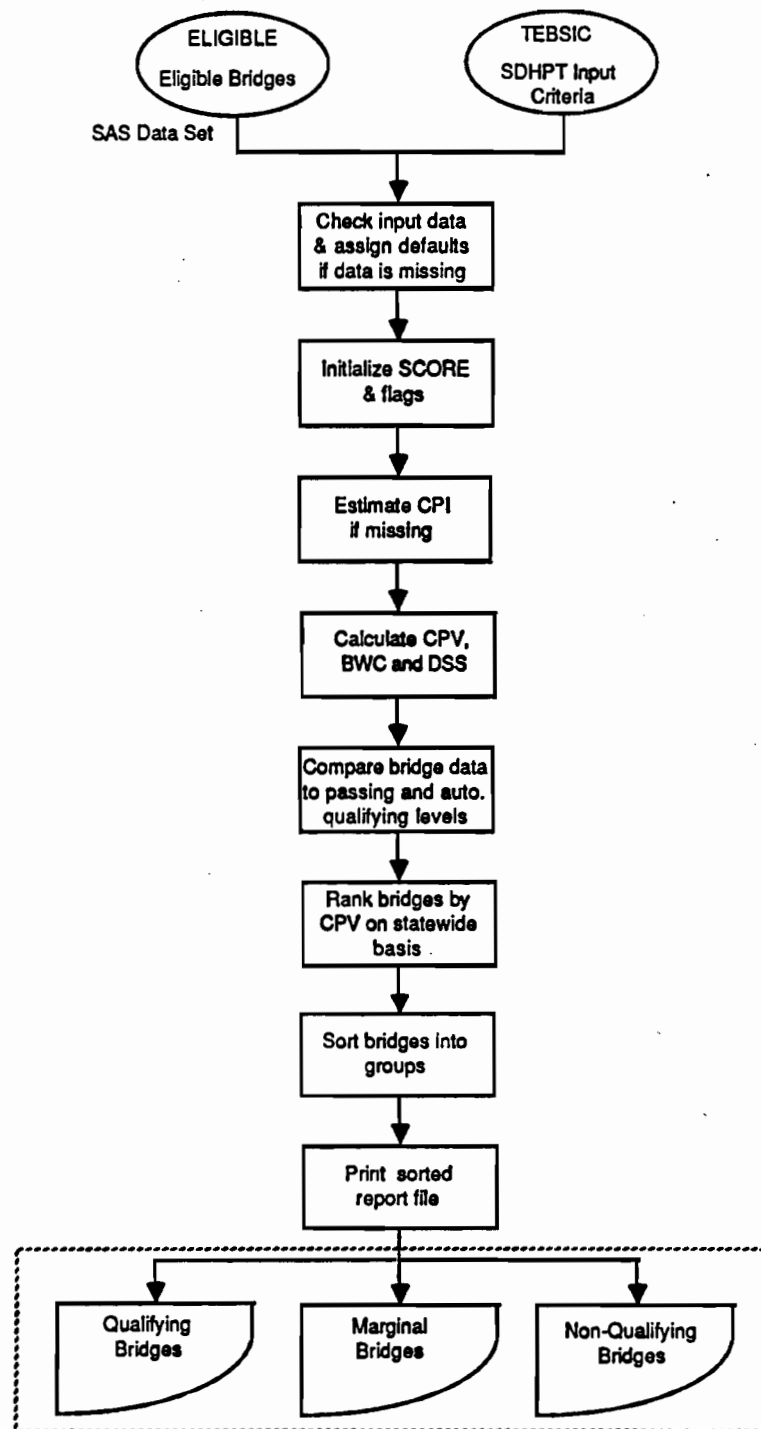 ELIGIBLE
Eligible Bridges
TEBSIC
SDHPT Input
Criteria
SAS Data Set
Check input data
& assign defaults
if data is missing
Initialize SCORE
& flags
Estimate CPI
if missing
Calculate CPV,
BWC and DSS
Compare bridge data
to passing and auto.
qualifying levels
Rank bridges by
CPV on statewide
basis
Sort bridges into
groups
Print sorted
report file
Qualifying
Bridges
Marginal
Bridges
Non-Qualifying
Bridges